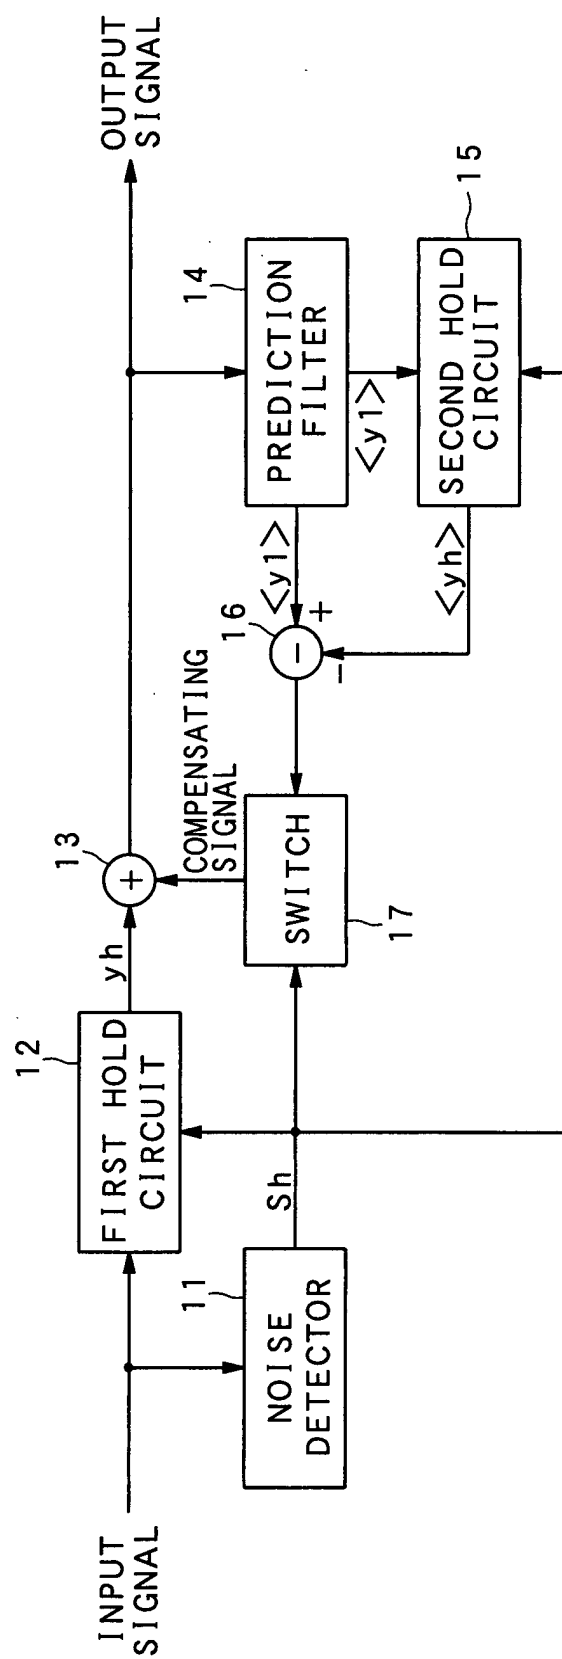 INPUT
SIGNAL
11
NOISE
DETECTOR
Sh
12
FIRST HOLD
CIRCUIT
yh
13
+
COMPENSATING
SIGNAL
SWITCH
17
16
-
+
-
<y1>
<yh>
14
PREDICTION
FILTER
<y1>
15
SECOND HOLD
CIRCUIT
OUTPUT
SIGNAL